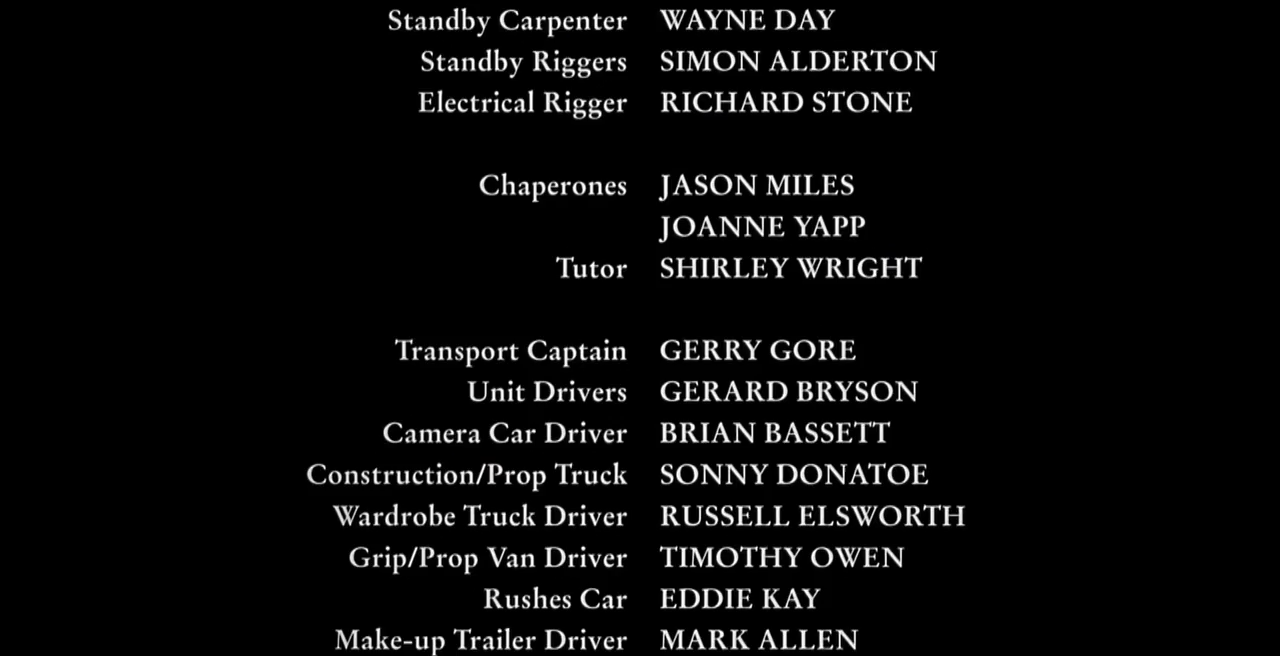 Standby Carpenter WAYNE DAY
Standby Riggers SIMON ALDERTON
Electrical Rigger RICHARD STONE
Chaperones JASON MILES
JOANNE YAPP
Tutor SHIRLEY WRIGHT
Transport Captain GERRY GORE
Unit Drivers GERARD BRYSON
Camera Car Driver BRIAN BASSETT
Construction/Prop Truck SONNY DONATOE
Wardrobe Truck Driver RUSSELL ELSWORTH
Grip/Prop Van Driver TIMOTHY OWEN
Rushes Car EDDIE KAY
Make-up Trailer Driver MARK ALLEN